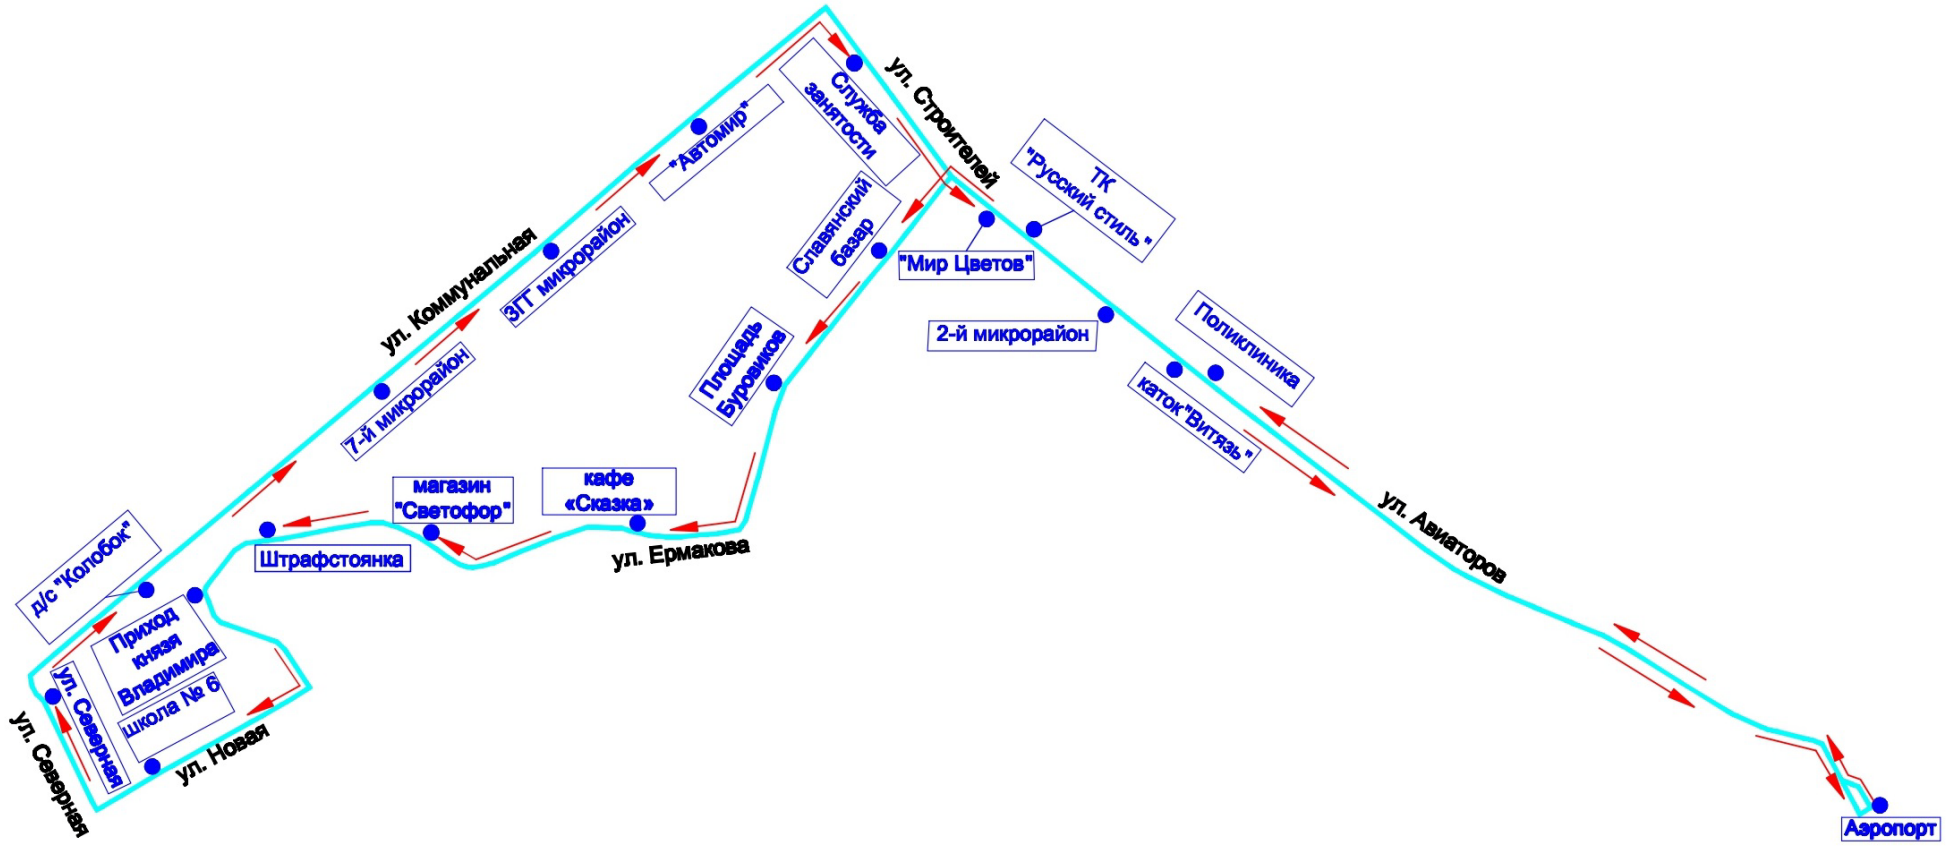 ул. Строителей
Служба
занятости
"Автомир"
ТК
"Русский стиль "
Славянский
базар
"Мир Цветов"
ул. Коммунальная
3ГГ микрорайон
2-й микрорайон
Поликлиника
Площадь
Буровиков
7-й микрорайон
каток"Витязь "
магазин
"Светофор"
кафе
«Сказка»
ул. Авиаторов
ул. Ермакова
Штрафстоянка
д/с "Колобок"
Приход
князя
Владимира
школа № 6
ул. Северная
ул. Новая
ул. Северная
Аэропорт